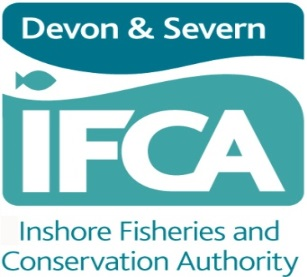 Devon & Severn
IFCA
Inshore Fisheries and
Conservation Authority